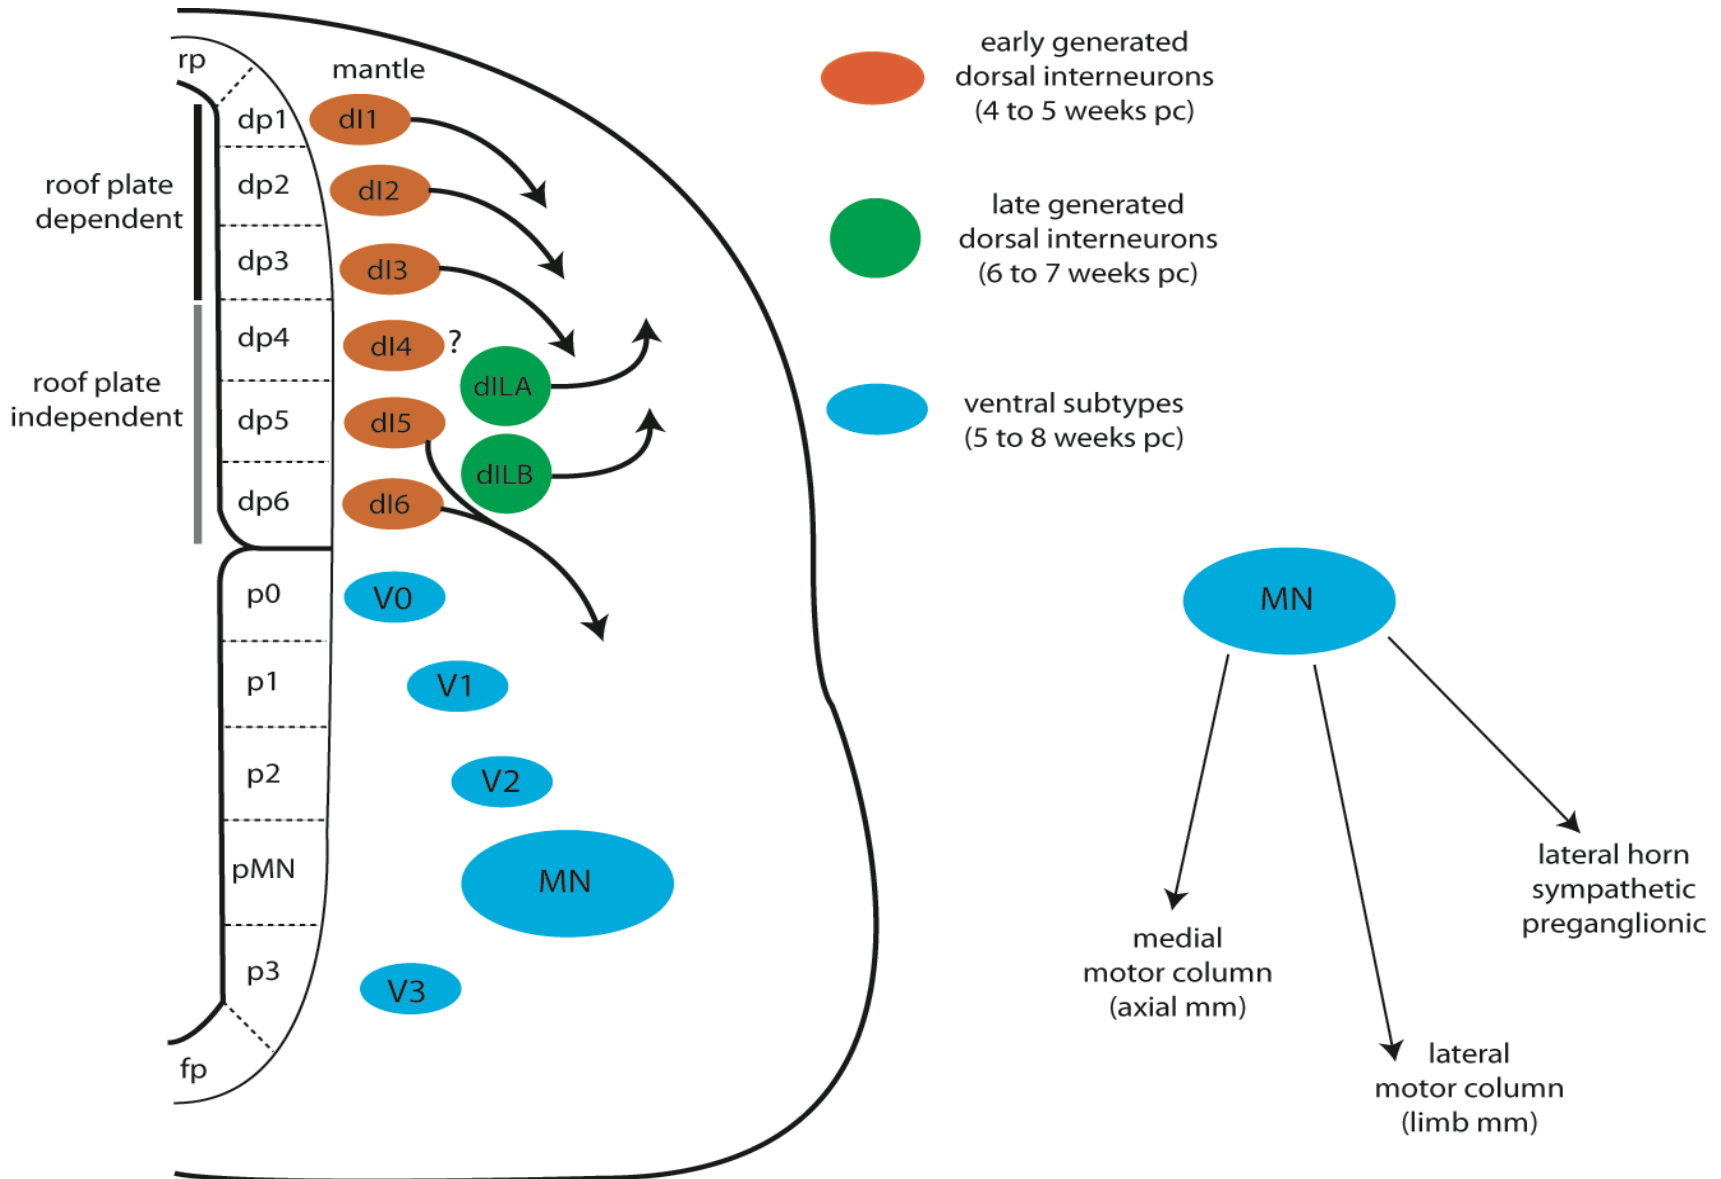 rp
mantle
dp1
dI1
dp2
dI2
dp3
dI3
dp4
dI4
?
dp5
dI5
dp6
dI6
dILA
dILB
roof plate
dependent
roof plate
independent
p0
V0
p1
V1
p2
V2
pMN
MN
p3
V3
fp
early generated
dorsal interneurons
(4 to 5 weeks pc)
late generated
dorsal interneurons
(6 to 7 weeks pc)
ventral subtypes
(5 to 8 weeks pc)
MN
medial
motor column
(axial mm)
lateral
motor column
(limb mm)
lateral horn
sympathetic
preganglionic